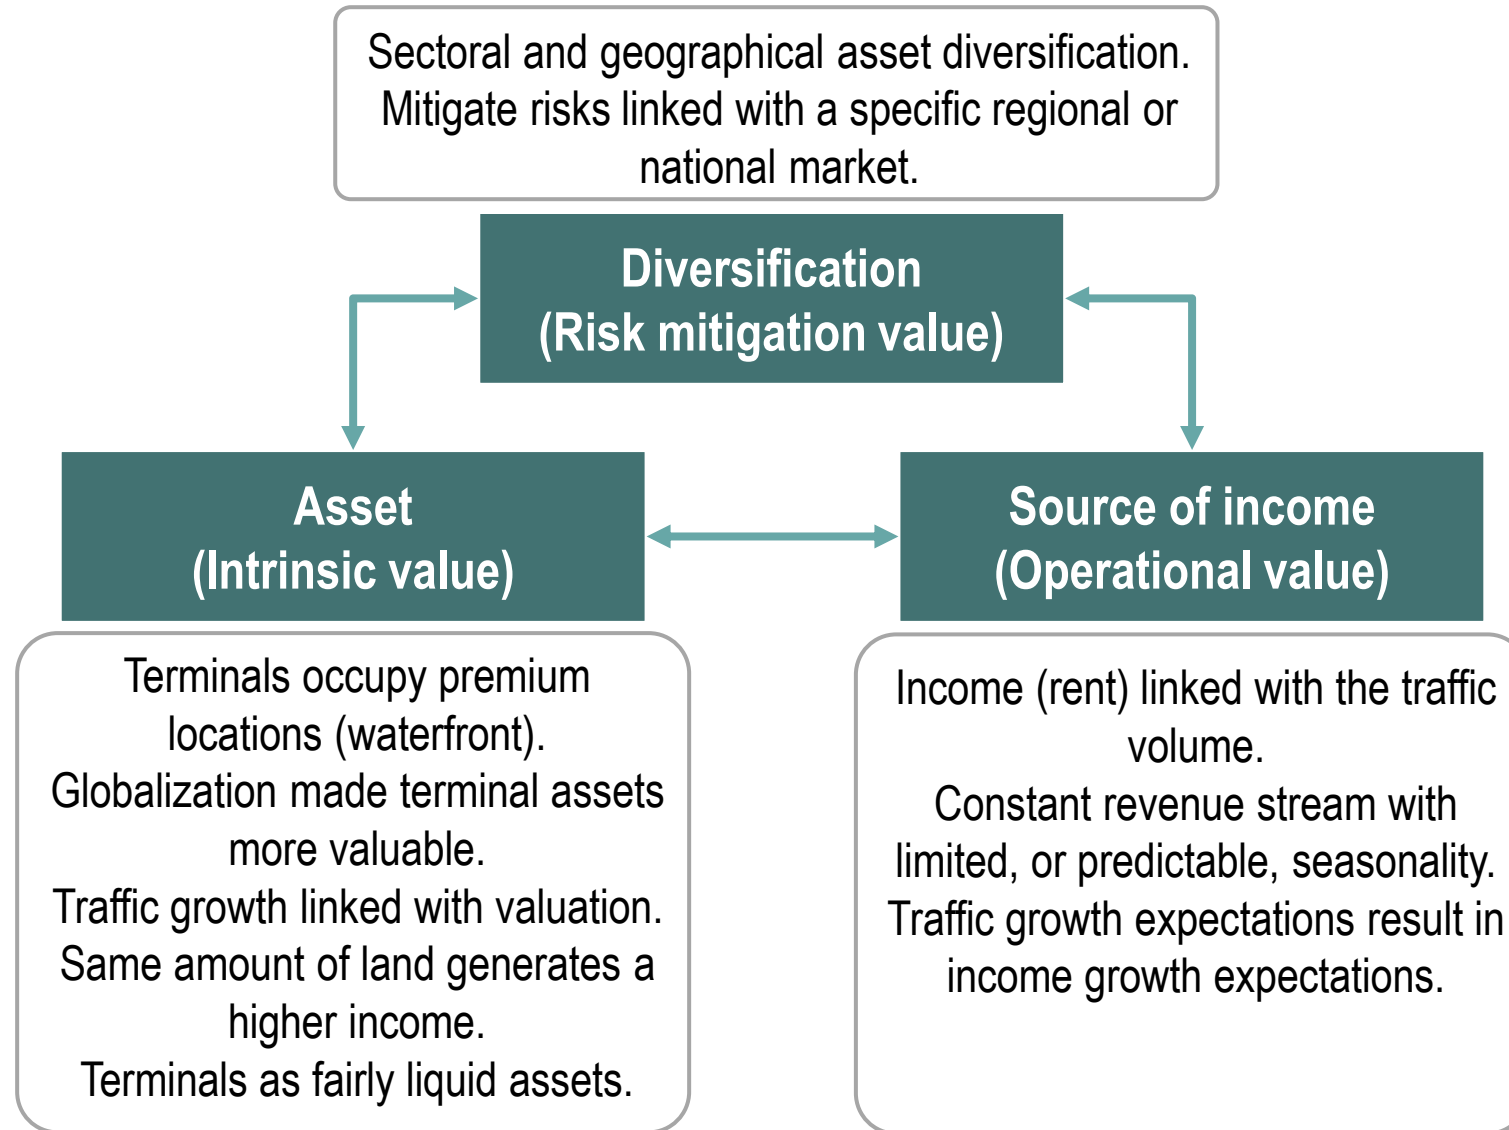 Sectoral and geographical asset diversification.
Mitigate risks linked with a specific regional or
national market.
Diversification
(Risk mitigation value)
Asset
(Intrinsic value)
Source of income
(Operational value)
Terminals occupy premium
locations (waterfront).
Globalization made terminal assets
more valuable.
Traffic growth linked with valuation.
Same amount of land generates a
higher income.
Terminals as fairly liquid assets.
Income (rent) linked with the traffic
volume.
Constant revenue stream with
limited, or predictable, seasonality.
Traffic growth expectations result in
income growth expectations.